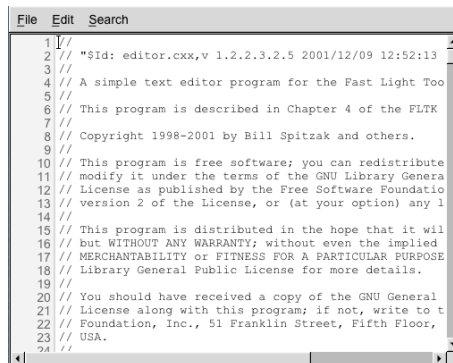 File Edit Search
1 //
2 // "$Id: editor.cxx,v 1.2.2.3.2.5 2001/12/09 12:52:13
3 //
4 // A simple text editor program for the Fast Light Too
5 //
6 // This program is described in Chapter 4 of the FLTK
7 //
8 // Copyright 1998-2001 by Bill Spitzak and others.
9 //
10 // This program is free software; you can redistribute
11 // modify it under the terms of the GNU Library Genera
12 // License as published by the Free Software Foundatio
13 // version 2 of the License, or (at your option) any l
14 //
15 // This program is distributed in the hope that it wil
16 // but WITHOUT ANY WARRANTY; without even the implied
17 // MERCHANTABILITY or FITNESS FOR A PARTICULAR PURPOSE
18 // Library General Public License for more details.
19 //
20 // You should have received a copy of the GNU General
21 // License along with this program; if not, write to t
22 // Foundation, Inc., 51 Franklin Street, Fifth Floor,
23 // USA.
24 //